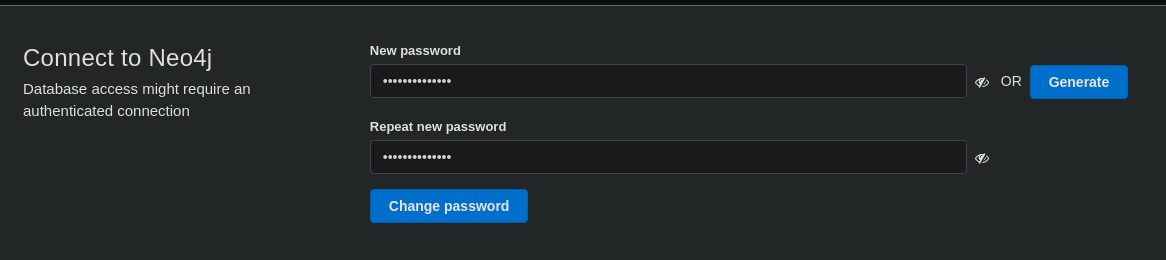 Connect to Neo4j
Database access might require an
authenticated connection
New password
••••••••••••••
OR
Generate
Repeat new password
••••••••••••••
Change password